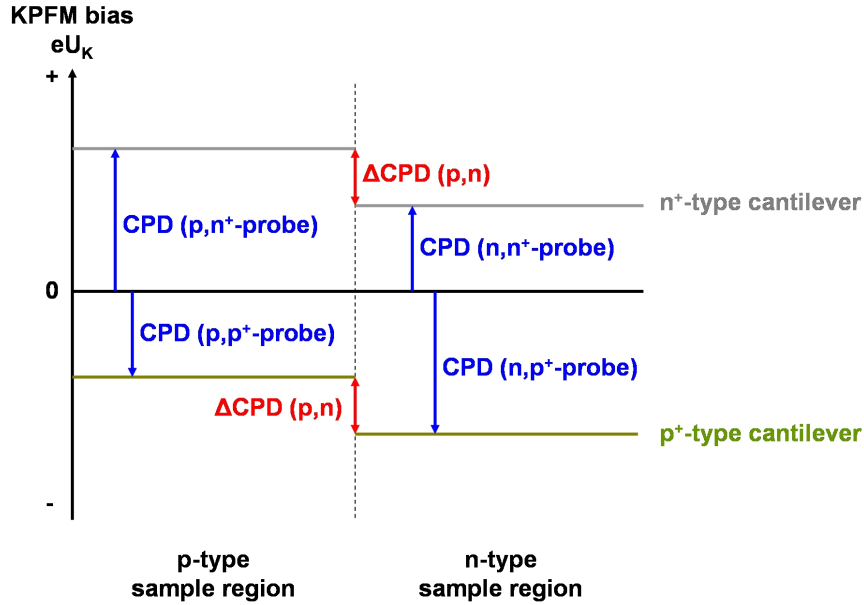 KPFM bias
eUK
+
ΔCPD (p,n)
n+-type cantilever
CPD (p,n+-probe)
CPD (n,n+-probe)
0
CPD (p,p+-probe)
CPD (n,p+-probe)
ΔCPD (p,n)
p+-type cantilever
-
p-type
sample region
n-type
sample region